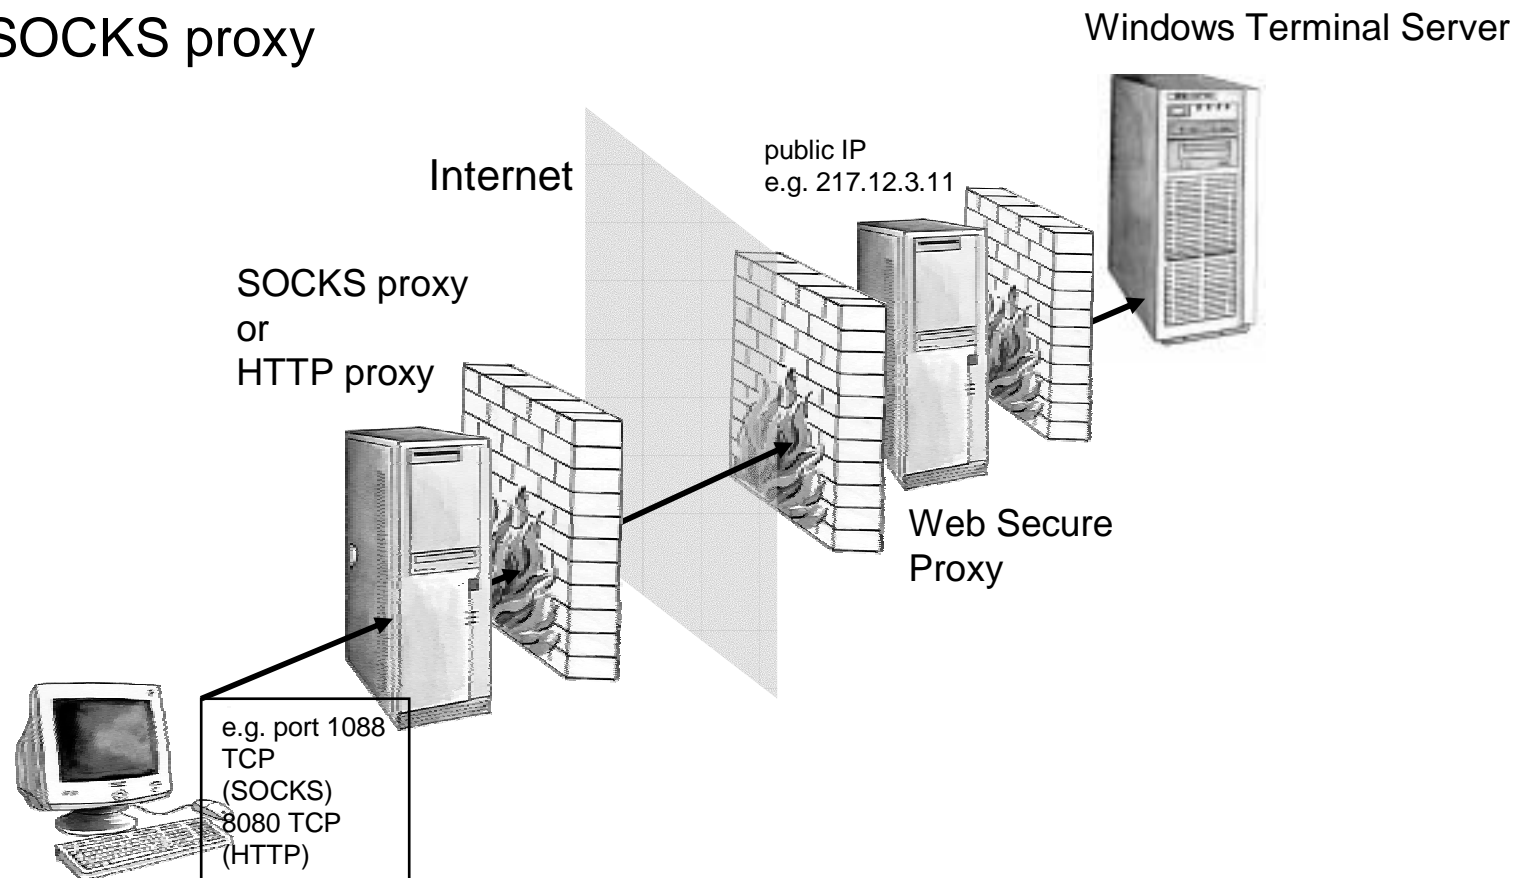 SOCKS proxy
Windows Terminal Server
public IP
e.g. 217.12.3.11
Internet
SOCKS proxy
or
HTTP proxy
Web Secure
Proxy
e.g. port 1088
TCP
(SOCKS)
8080 TCP
(HTTP)